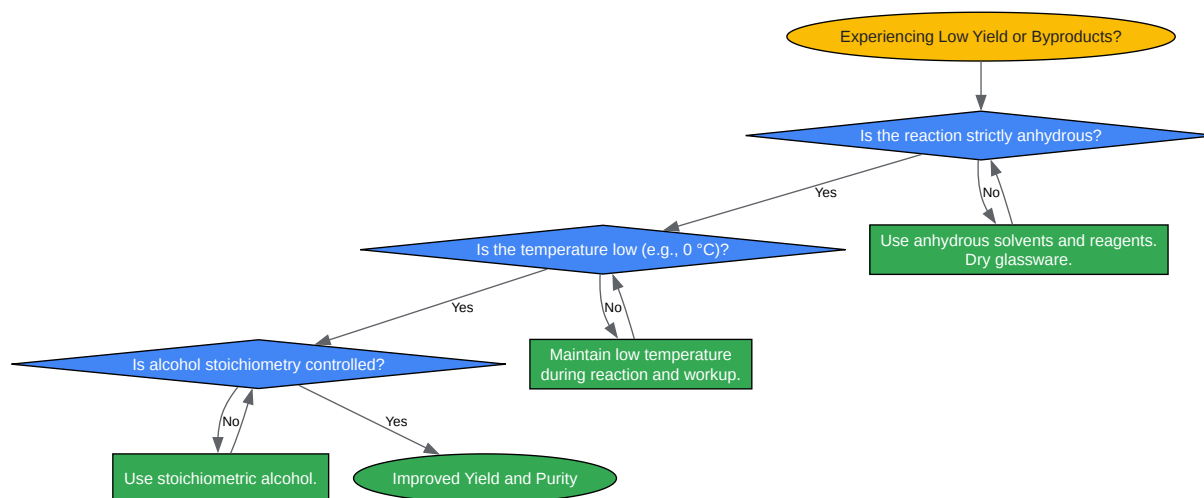 Experiencing Low Yield or Byproducts?
Is the reaction strictly anhydrous?
Yes
No
Is the temperature low (e.g., 0 °C)?
Use anhydrous solvents and reagents.
Dry glassware.
Yes
No
Is alcohol stoichiometry controlled?
Maintain low temperature
during reaction and workup.
No
Yes
Use stoichiometric alcohol.
Improved Yield and Purity